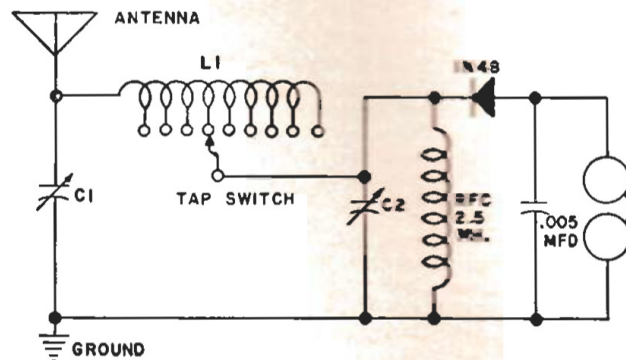 ANTENNA
L1
1N48
C1
TAP SWITCH
C2
RFC
2.5
MH.
.005
MFD
GROUND